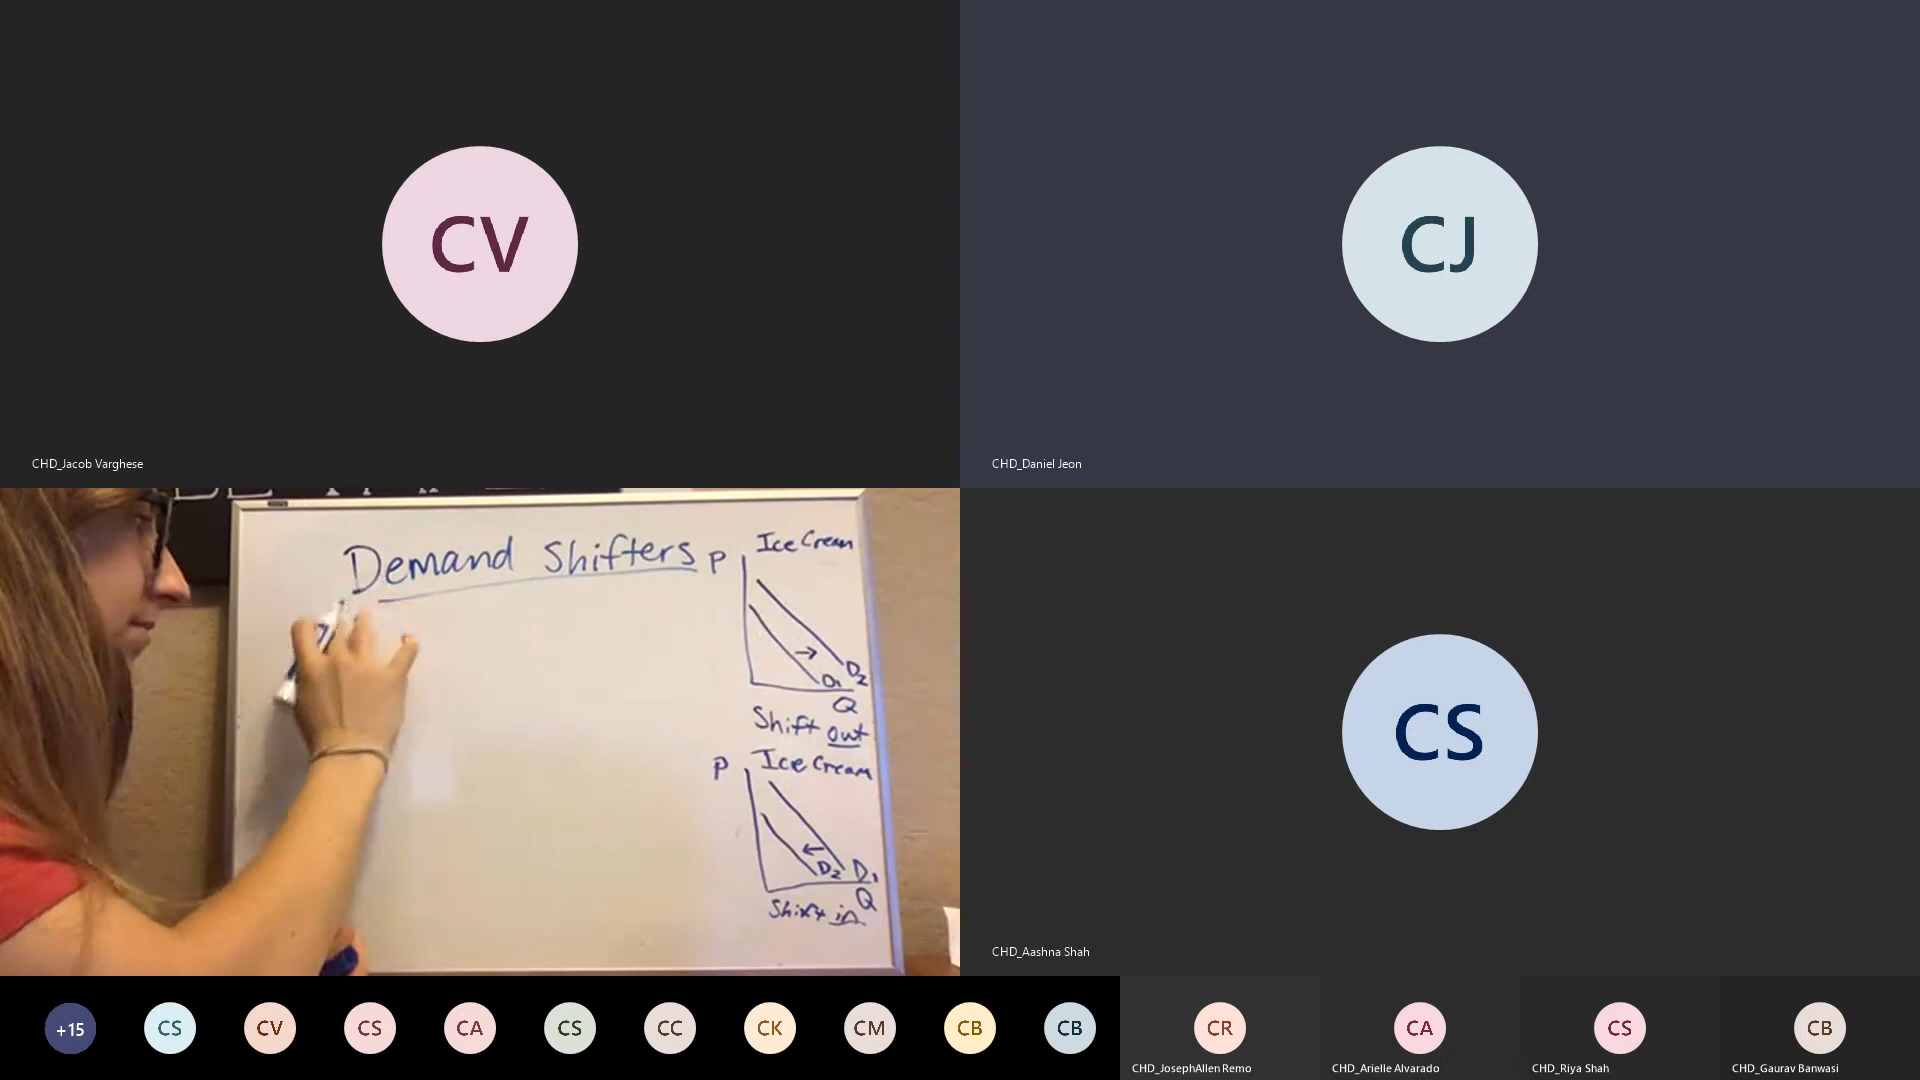 CV
CHD_Jacob Varghese
CJ
CHD_Daniel Jeon
Demand Shifters
Ice Cream
P
D1
D2
Q
Shift out
Ice Cream
P
D2
D1
Q
Shift in
CS
CHD_Aashna Shah
+15
CS
CV
CS
CA
CS
CC
CK
CM
CB
CB
CR
CHD_JosephAllen Remo
CA
CHD_Arielle Alvarado
CS
CHD_Riya Shah
CB
CHD_Gaurav Banwasi